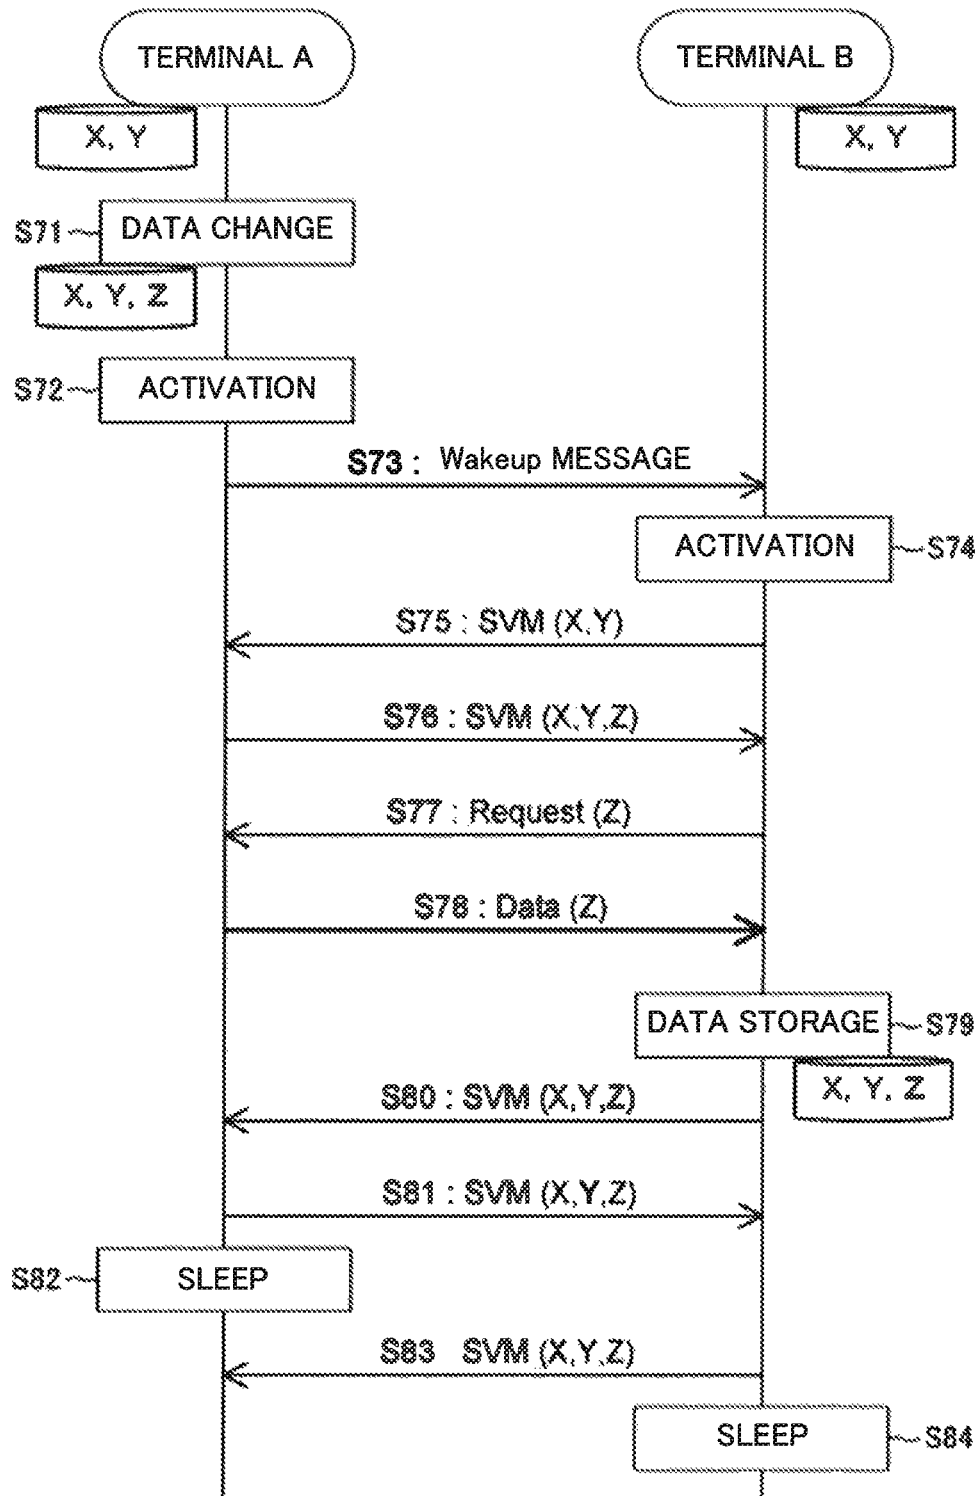 TERMINAL A
TERMINAL B
X, Y
X, Y
S71
DATA CHANGE
X, Y, Z
S72
ACTIVATION
S73 : Wakeup MESSAGE
ACTIVATION
S74
S75 : SVM (X,Y)
S76 : SVM (X,Y,Z)
S77 : Request (Z)
S78 : Data (Z)
DATA STORAGE
S79
X, Y, Z
S80 : SVM (X,Y,Z)
S81 : SVM (X,Y,Z)
S82
SLEEP
S83 SVM (X,Y,Z)
SLEEP
S84